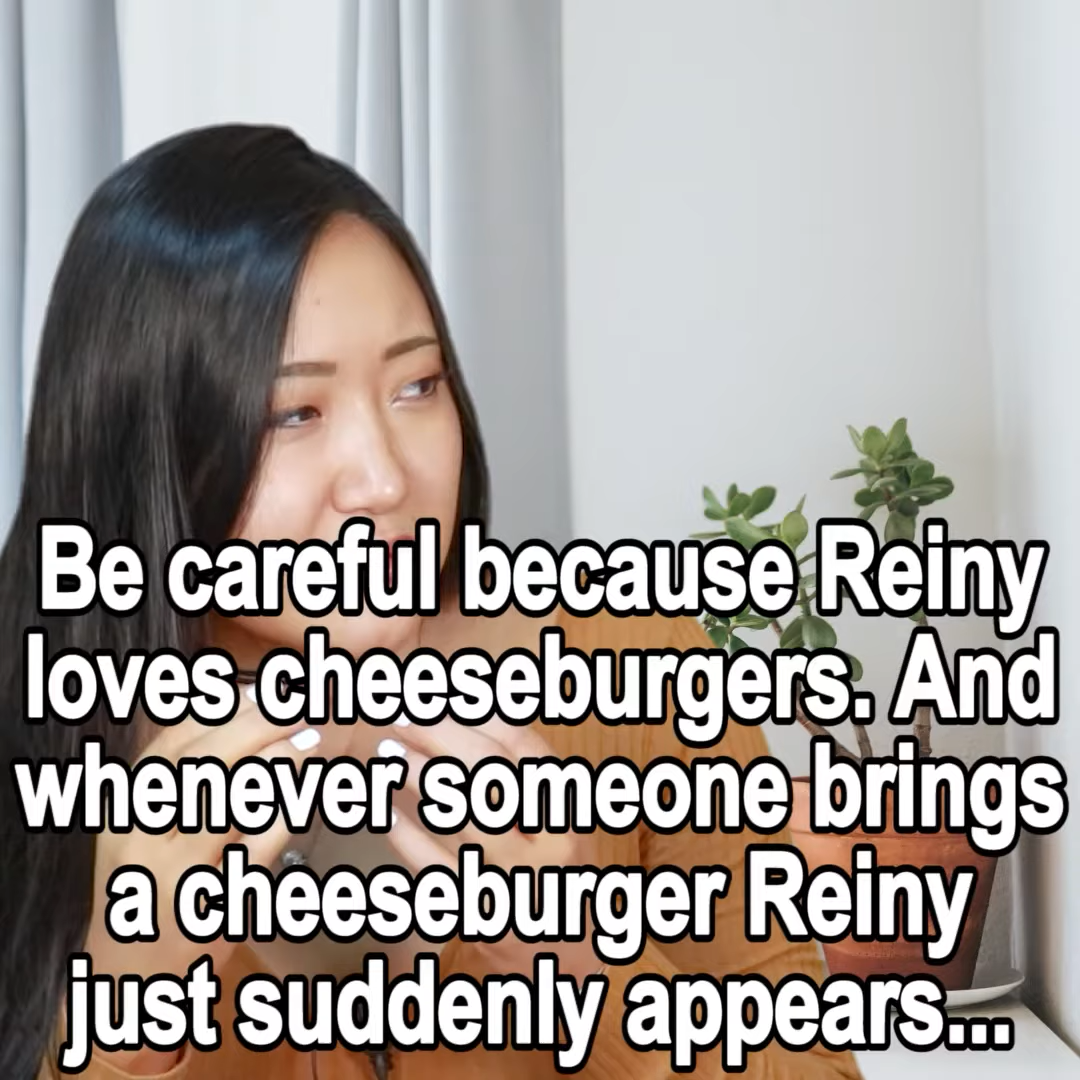 Be careful because Reiny
loves cheeseburgers. And
whenever someone brings
a cheeseburger Reiny
just suddenly appears...